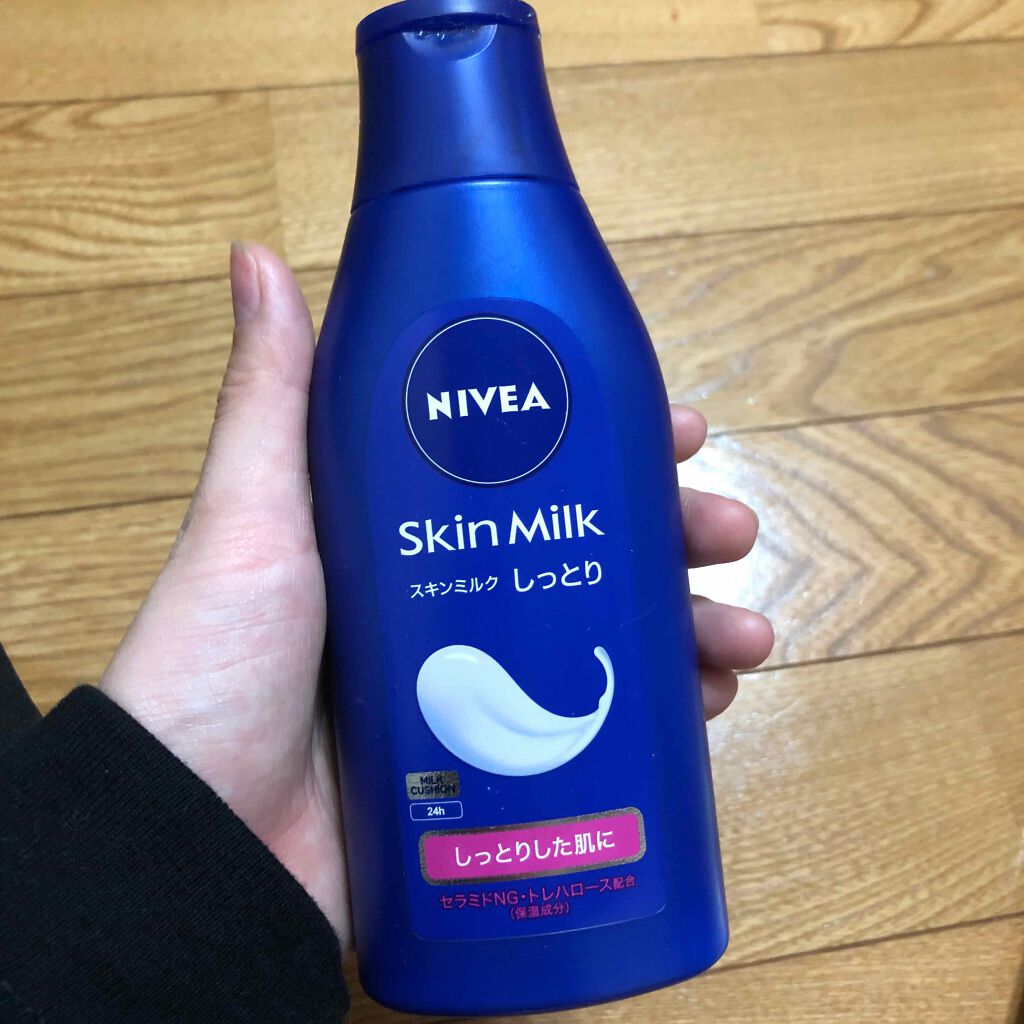 NIVEA
Skin Milk
スキンミルク しっとり
MILK
CUSHION
24h
しっとりした肌に
セラミドNG・トレハロース配合
(保湿成分)